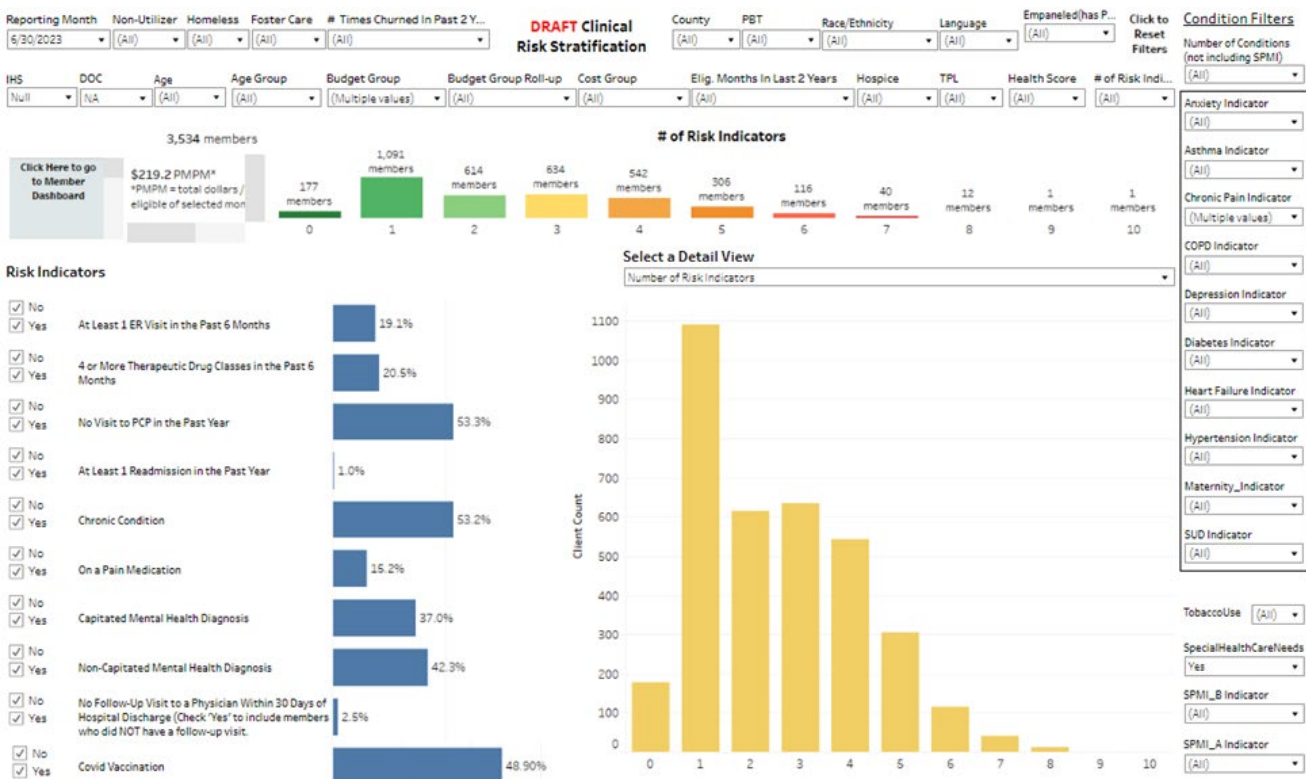 Reporting Month Non-Utilizer Homeless Foster Care # Times Churned In Past 2 Y...
6/30/2023 (All) (All) (All) (All)
DRAFT Clinical
Risk Stratification
County PBT Race/Ethnicity Language Empaneled(has P...
(All) (All) (All) (All) (All)
Click to
Reset
Filters
IHS DOC Age Age Group Budget Group Budget Group Roll-up Cost Group Elig. Months In Last 2 Years Hospice TPL Health Score # of Risk Indi...
Null NA (All) (All) (Multiple values) (All) (All) (All) (All) (All) (All) (All)
3,534 members
Click Here to go
to Member
Dashboard
$219.2 PMPM*
*PMPM = total dollars /
eligible of selected mon
# of Risk Indicators
177
members
1,091
members
614
members
634
members
542
members
306
members
116
members
40
members
12
members
1
members
1
members
0 1 2 3 4 5 6 7 8 9 10
Risk Indicators
No
Yes At Least 1 ER Visit in the Past 6 Months 19.1%
No
Yes 4 or More Therapeutic Drug Classes in the Past 6
Months 20.5%
No
Yes No Visit to PCP in the Past Year 53.3%
No
Yes At Least 1 Readmission in the Past Year 1.0%
No
Yes Chronic Condition 53.2%
No
Yes On a Pain Medication 15.2%
No
Yes Capitated Mental Health Diagnosis 37.0%
No
Yes Non-Capitated Mental Health Diagnosis 42.3%
No
Yes No Follow-Up Visit to a Physician Within 30 Days of
Hospital Discharge (Check 'Yes' to include members
who did NOT have a follow-up visit. 2.5%
No
Yes Covid Vaccination 48.90%
Select a Detail View
Number of Risk Indicators
Client Count
1100
1000
900
800
700
600
500
400
300
200
100
0
0 1 2 3 4 5 6 7 8 9 10
Condition Filters
Number of Conditions
(not including SPMI)
(All)
Anxiety Indicator
(All)
Asthma Indicator
(All)
Chronic Pain Indicator
(Multiple values)
COPD Indicator
(All)
Depression Indicator
(All)
Diabetes Indicator
(All)
Heart Failure Indicator
(All)
Hypertension Indicator
(All)
Maternity_Indicator
(All)
SUD Indicator
(All)
TobaccoUse (All)
SpecialHealthCareNeeds
Yes
SPMI_B Indicator
(All)
SPMI_A Indicator
(All)